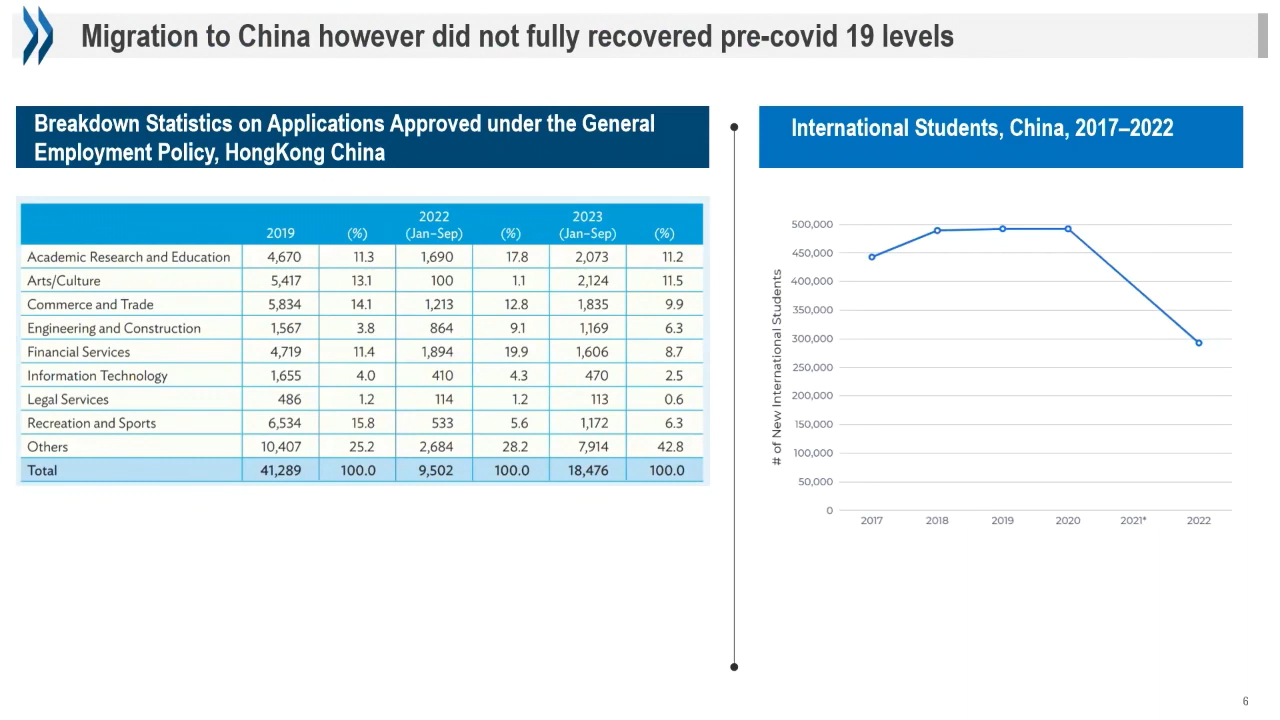 Migration to China however did not fully recovered pre-covid 19 levels
Breakdown Statistics on Applications Approved under the General
Employment Policy, HongKong China
2019 (%) 2022 (Jan–Sep) (%) 2023 (Jan–Sep) (%)
Academic Research and Education 4,670 11.3 1,690 17.8 2,073 11.2
Arts/Culture 5,417 13.1 100 1.1 2,124 11.5
Commerce and Trade 5,834 14.1 1,213 12.8 1,835 9.9
Engineering and Construction 1,567 3.8 864 9.1 1,169 6.3
Financial Services 4,719 11.4 1,894 19.9 1,606 8.7
Information Technology 1,655 4.0 410 4.3 470 2.5
Legal Services 486 1.2 114 1.2 113 0.6
Recreation and Sports 6,534 15.8 533 5.6 1,172 6.3
Others 10,407 25.2 2,684 28.2 7,914 42.8
Total 41,289 100.0 9,502 100.0 18,476 100.0
International Students, China, 2017–2022
# of New International Students
500,000
450,000
400,000
350,000
300,000
250,000
200,000
150,000
100,000
50,000
0
2017 2018 2019 2020 2021* 2022
6